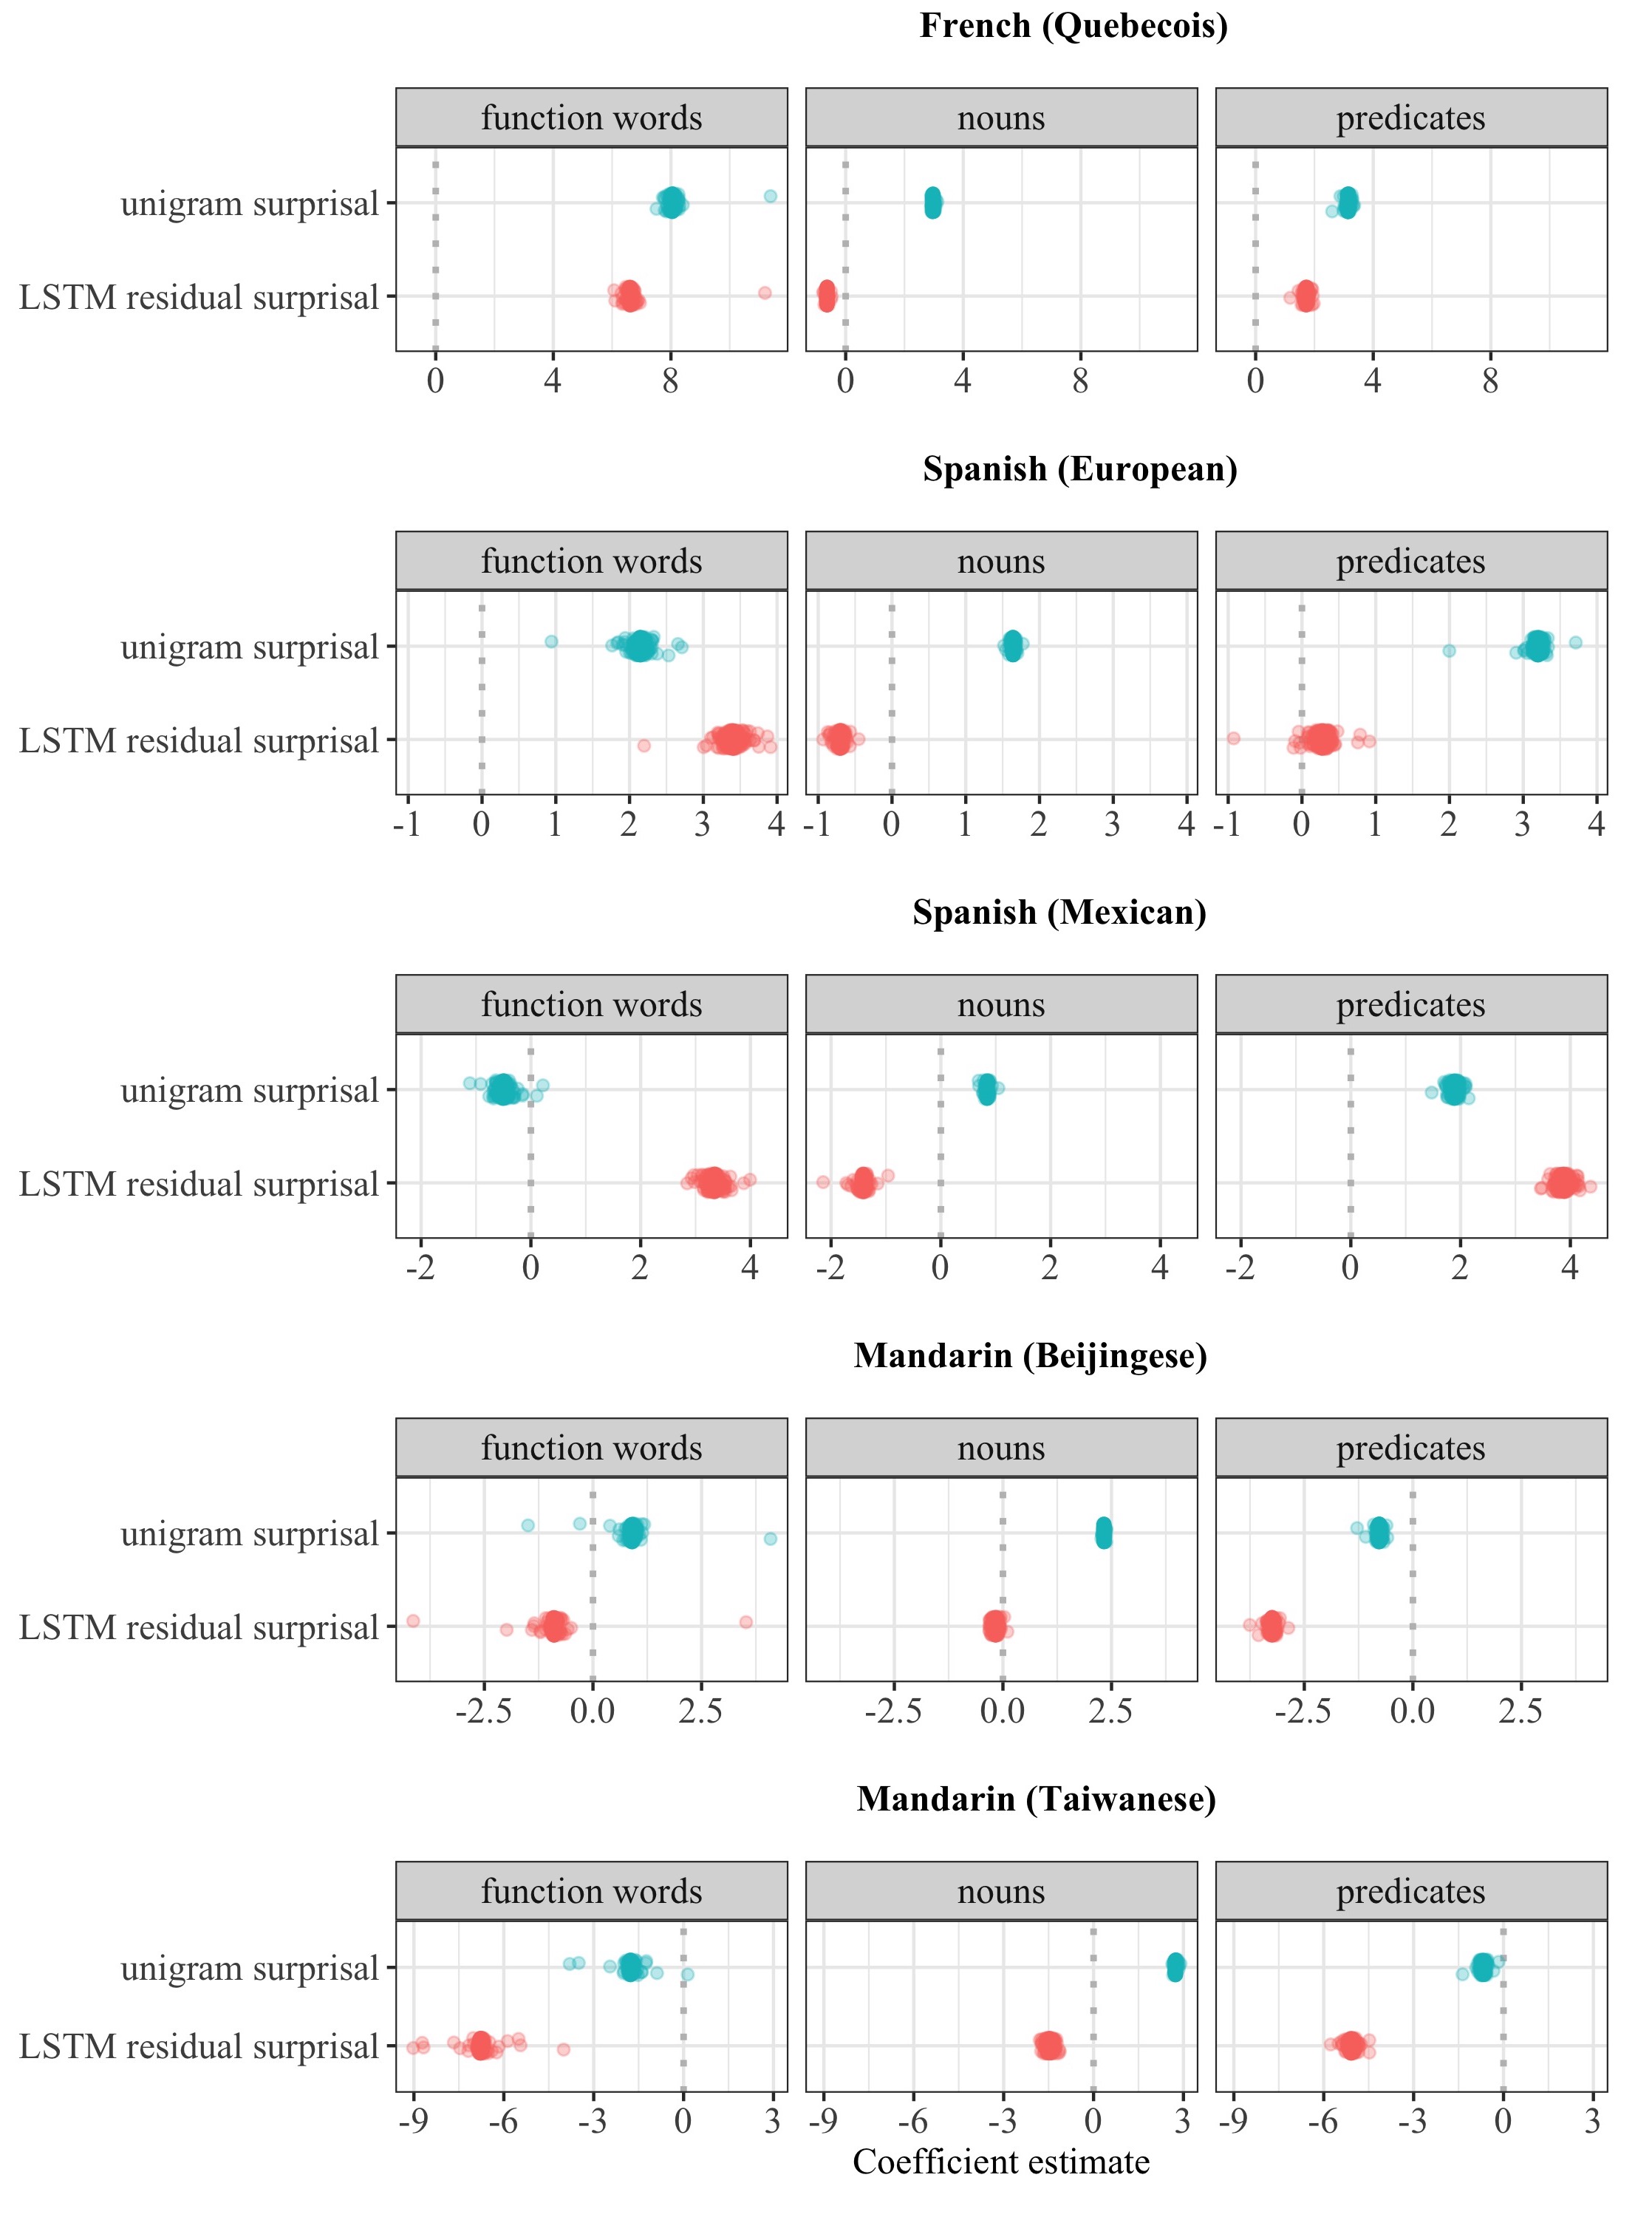 French (Quebecois)
function words nouns predicates
unigram surprisal
LSTM residual surprisal
0 4 8 0 4 8 0 4 8
Spanish (European)
function words nouns predicates
unigram surprisal
LSTM residual surprisal
-1 0 1 2 3 4 -1 0 1 2 3 4 -1 0 1 2 3 4
Spanish (Mexican)
function words nouns predicates
unigram surprisal
LSTM residual surprisal
-2 0 2 4 -2 0 2 4 -2 0 2 4
Mandarin (Beijingese)
function words nouns predicates
unigram surprisal
LSTM residual surprisal
-2.5 0.0 2.5 -2.5 0.0 2.5 -2.5 0.0 2.5
Mandarin (Taiwanese)
function words nouns predicates
unigram surprisal
LSTM residual surprisal
-9 -6 -3 0 3 -9 -6 -3 0 3 -9 -6 -3 0 3
Coefficient estimate